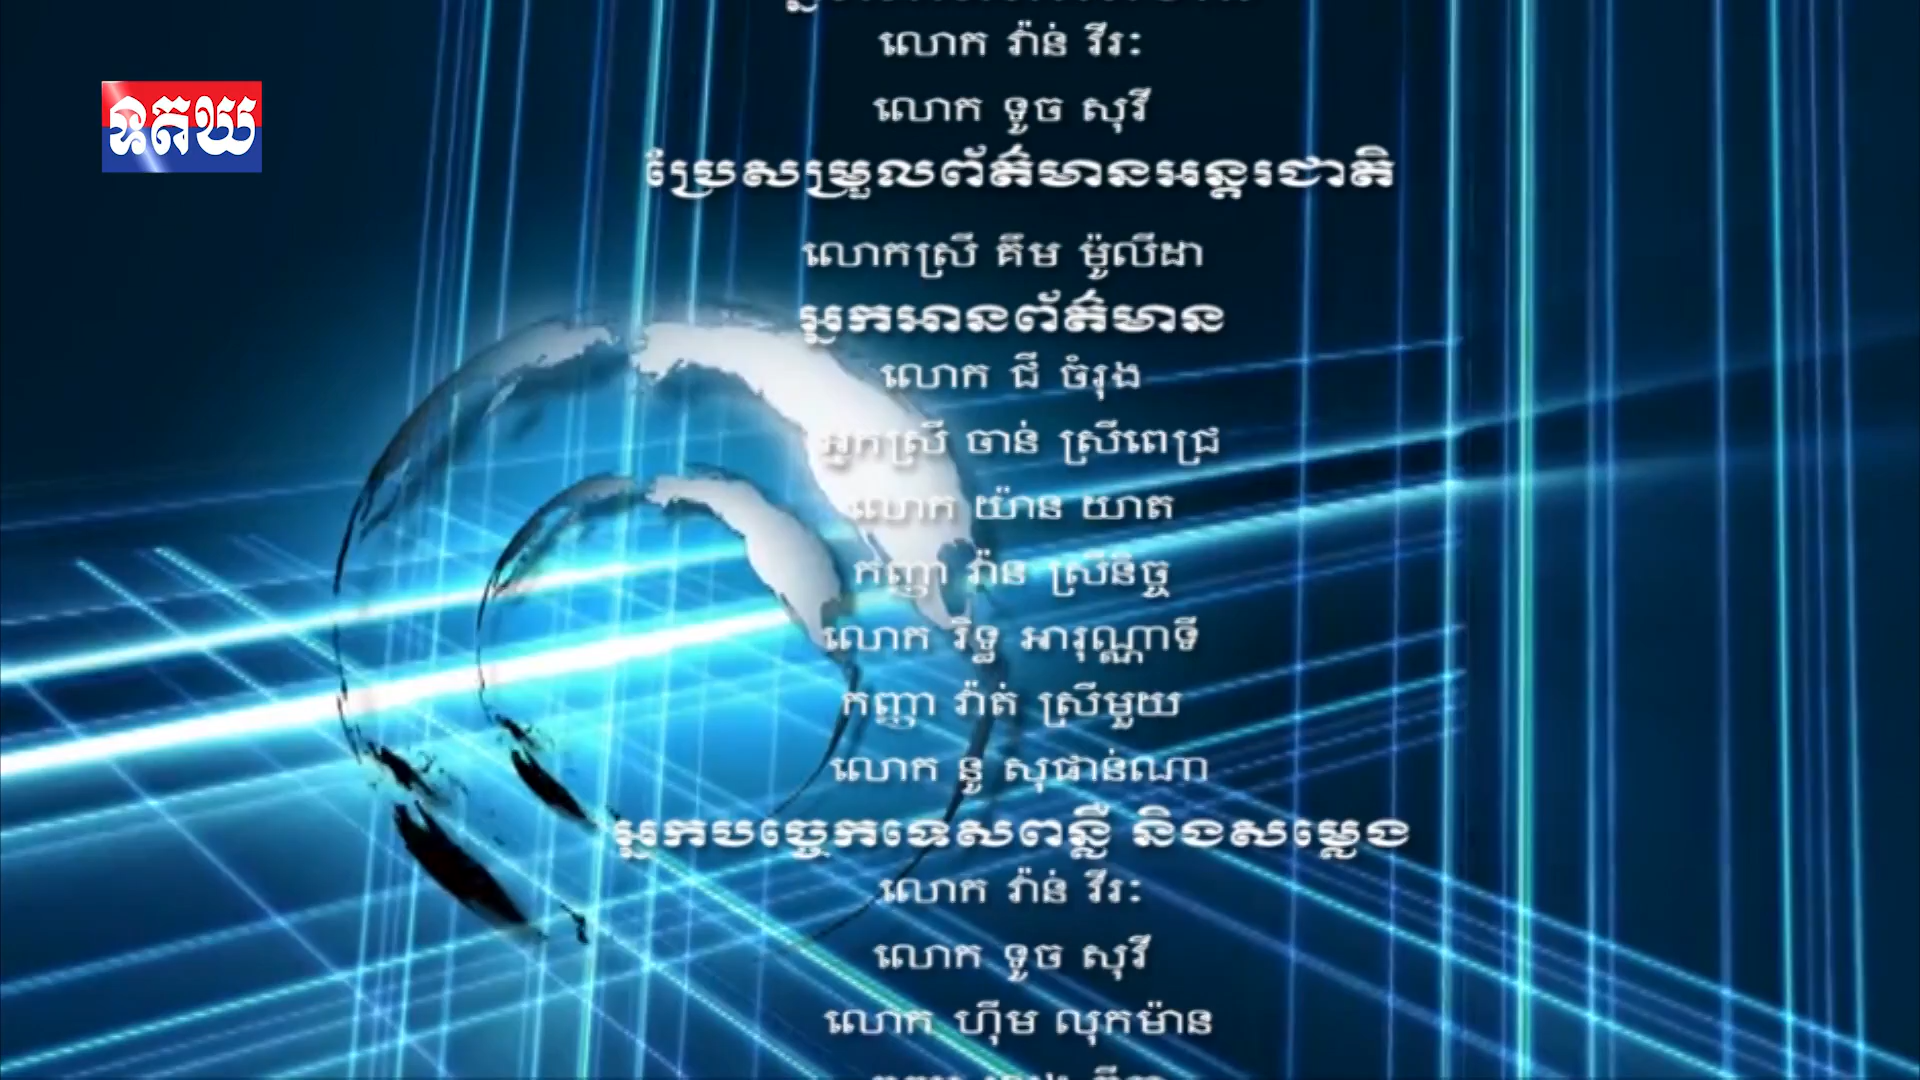 លោក វ៉ាន់ វីរៈ
ទតឃ
លោក ទូច សុវី
ប្រែសម្រួលព័ត៌មានអន្តរជាតិ
លោកស្រី គឹម ម៉ូលីដា
អ្នកអានព័ត៌មាន
លោក ជី ចំរុង
អ្នកស្រី ចាន់ ស្រីពេជ្រ
លោក យ៉ាន យាត
កញ្ញា វ៉ាន ស្រីនិច្ច
លោក រិទ្ធ អារុណ្ណាទី
កញ្ញា វ៉ាត់ ស្រីមួយ
លោក នូ សុផាន់ណា
អ្នកបច្ចេកទេសពន្លឺ និងសម្លេង
លោក វ៉ាន់ វីរៈ
លោក ទូច សុវី
លោក ហ៊ីម លុកម៉ាន